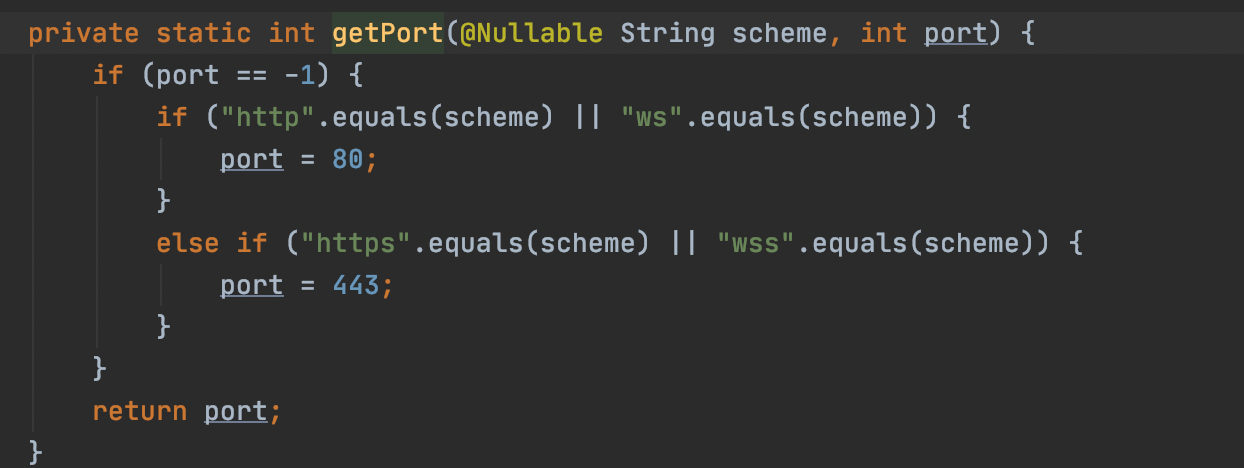 private static int getPort(@Nullable String scheme, int port) {
    if (port == -1) {
        if ("http".equals(scheme) || "ws".equals(scheme)) {
            port = 80;
        }
        else if ("https".equals(scheme) || "wss".equals(scheme)) {
            port = 443;
        }
    }
    return port;
}